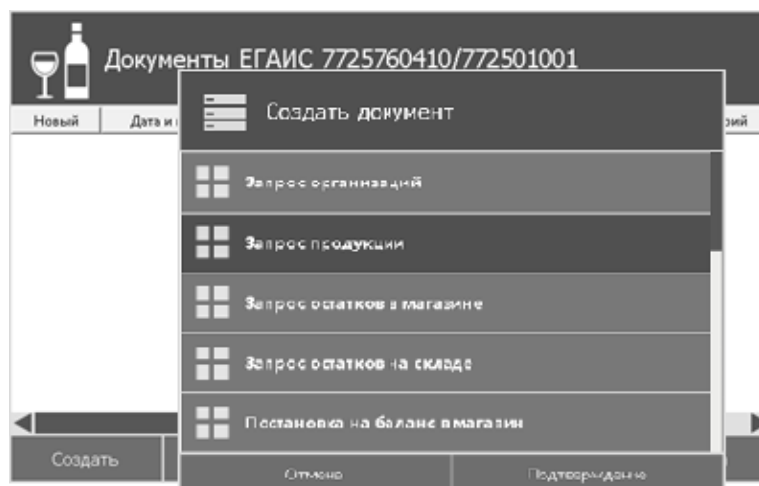 Документы ЕГАИС 7725760410/772501001
Создать документ
Новый
Дата и
Запрос организаций
Запрос продукции
Запрос остатков в магазине
Запрос остатков на складе
Постановка на баланс в магазин
Создать
Отмена
Подтверждение